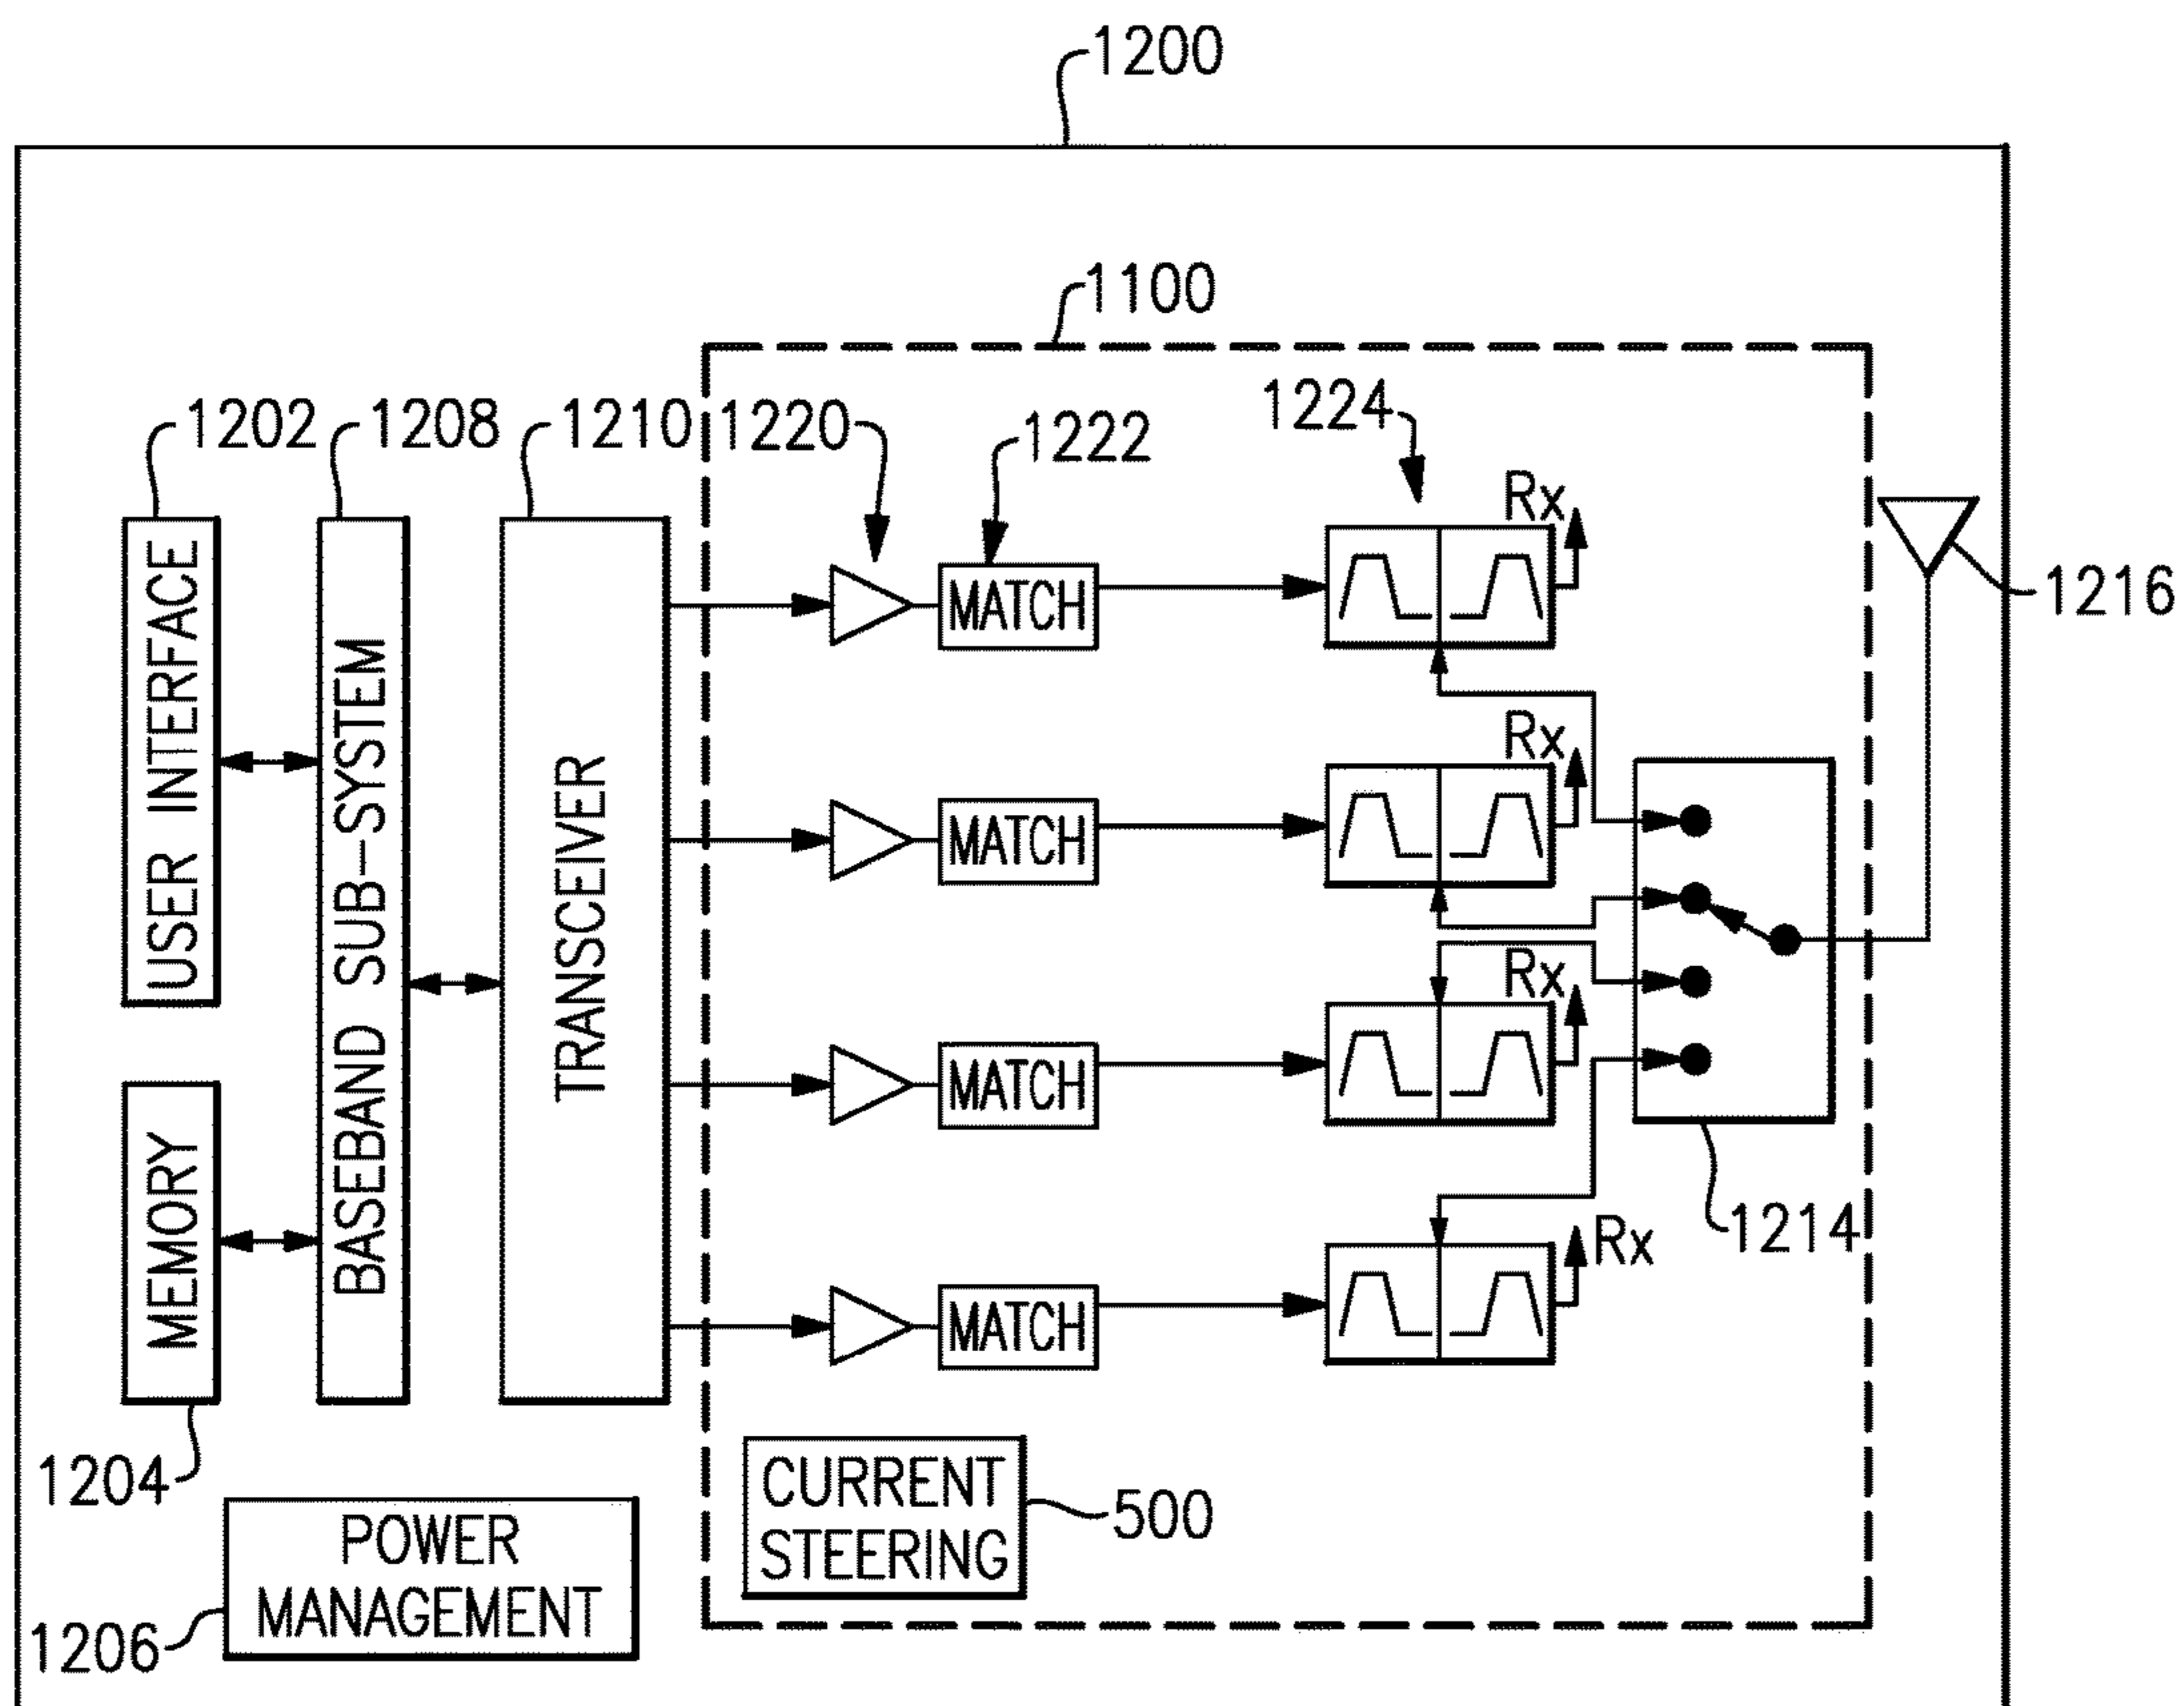 1200
1100
1202
1208
1210
1220
1222
1224
Rx
1216
USER INTERFACE
BASEBAND SUB-SYSTEM
TRANSCEIVER
MATCH
Rx
MATCH
Rx
MATCH
MEMORY
1214
Rx
MATCH
1204
CURRENT
STEERING
500
POWER
MANAGEMENT
1206